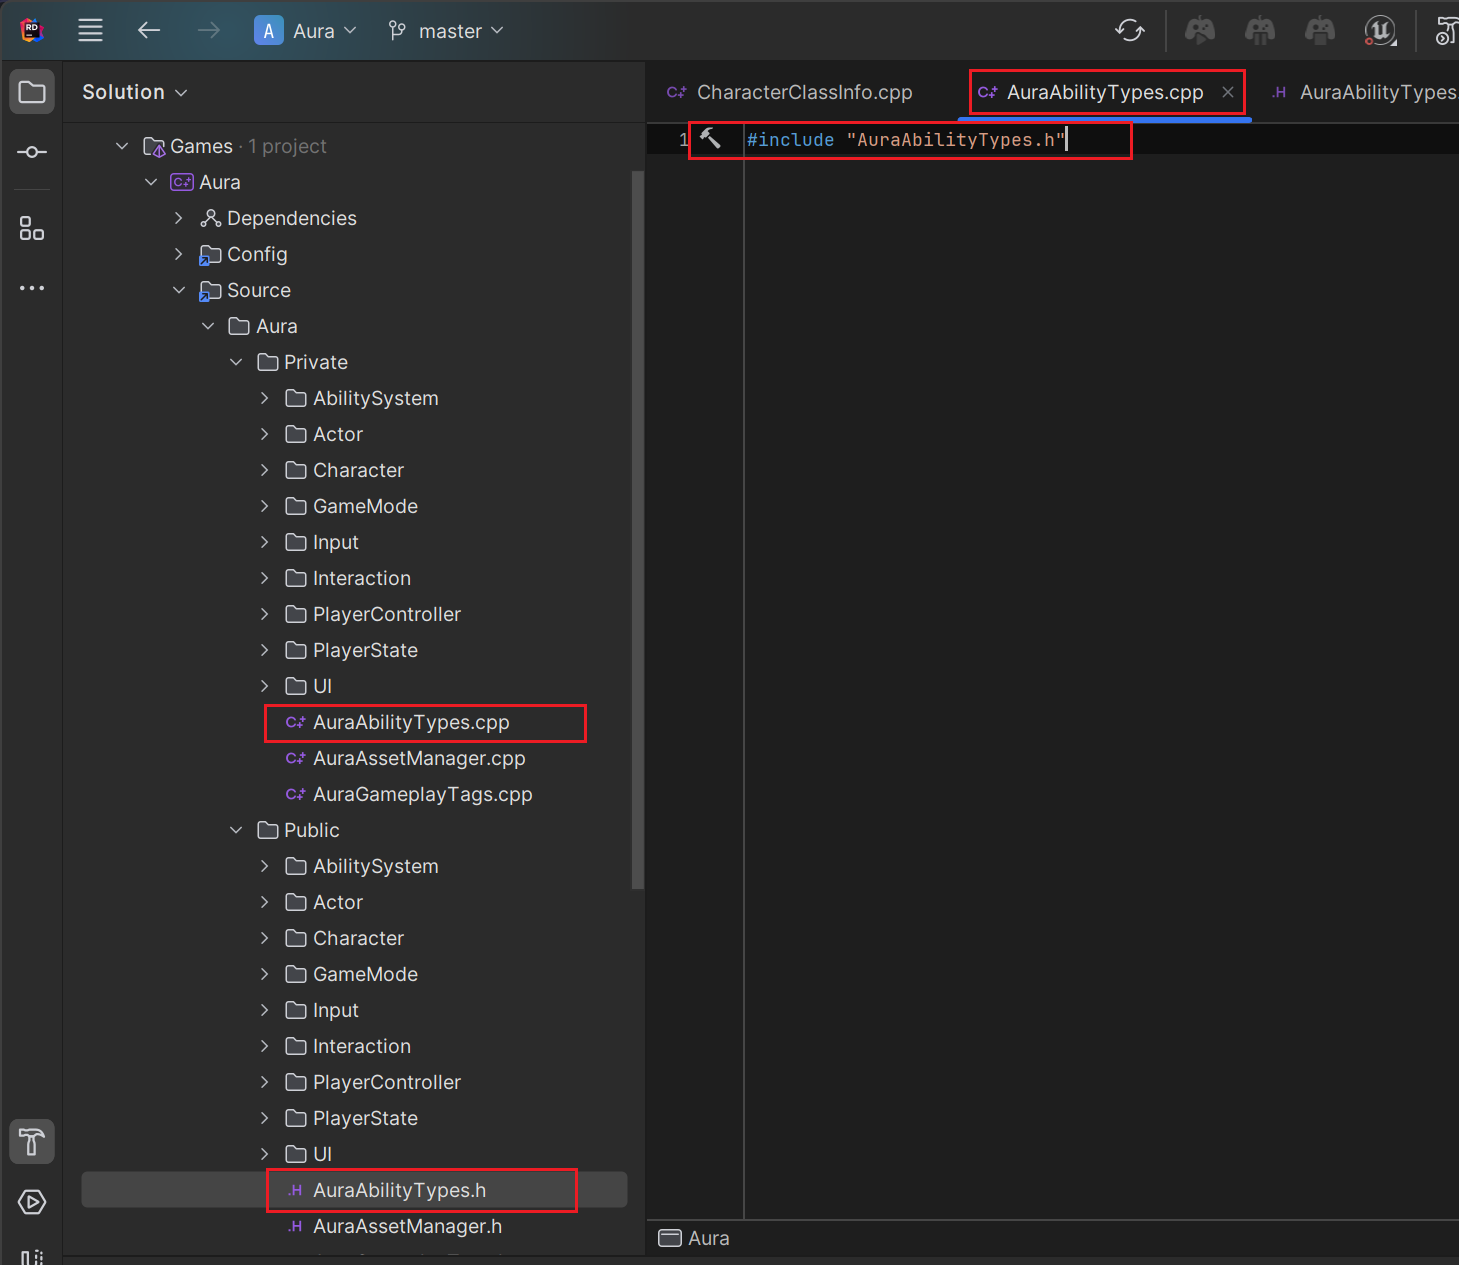 RD
A Aura
master
Solution
CharacterClassInfo.cpp
AuraAbilityTypes.cpp
.H AuraAbilityTypes.
Games · 1 project
1 #include "AuraAbilityTypes.h"
C++ Aura
Dependencies
Config
Source
Aura
Private
AbilitySystem
Actor
Character
GameMode
Input
Interaction
PlayerController
PlayerState
UI
C++ AuraAbilityTypes.cpp
C++ AuraAssetManager.cpp
C++ AuraGameplayTags.cpp
Public
AbilitySystem
Actor
Character
GameMode
Input
Interaction
PlayerController
PlayerState
UI
.H AuraAbilityTypes.h
.H AuraAssetManager.h
Aura